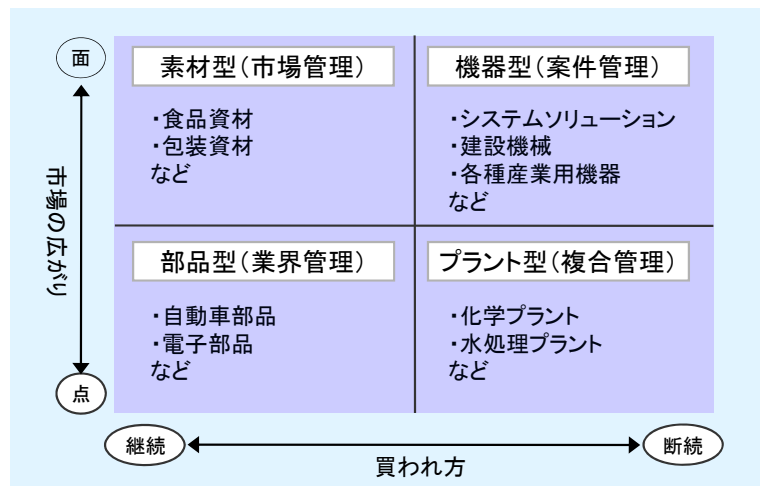 面
市場の広がり
点
素材型（市場管理）
・食品資材
・包装資材
など
機器型（案件管理）
・システムソリューション
・建設機械
・各種産業用機器
など
部品型（業界管理）
・自動車部品
・電子部品
など
プラント型（複合管理）
・化学プラント
・水処理プラント
など
継続
断続
買われ方